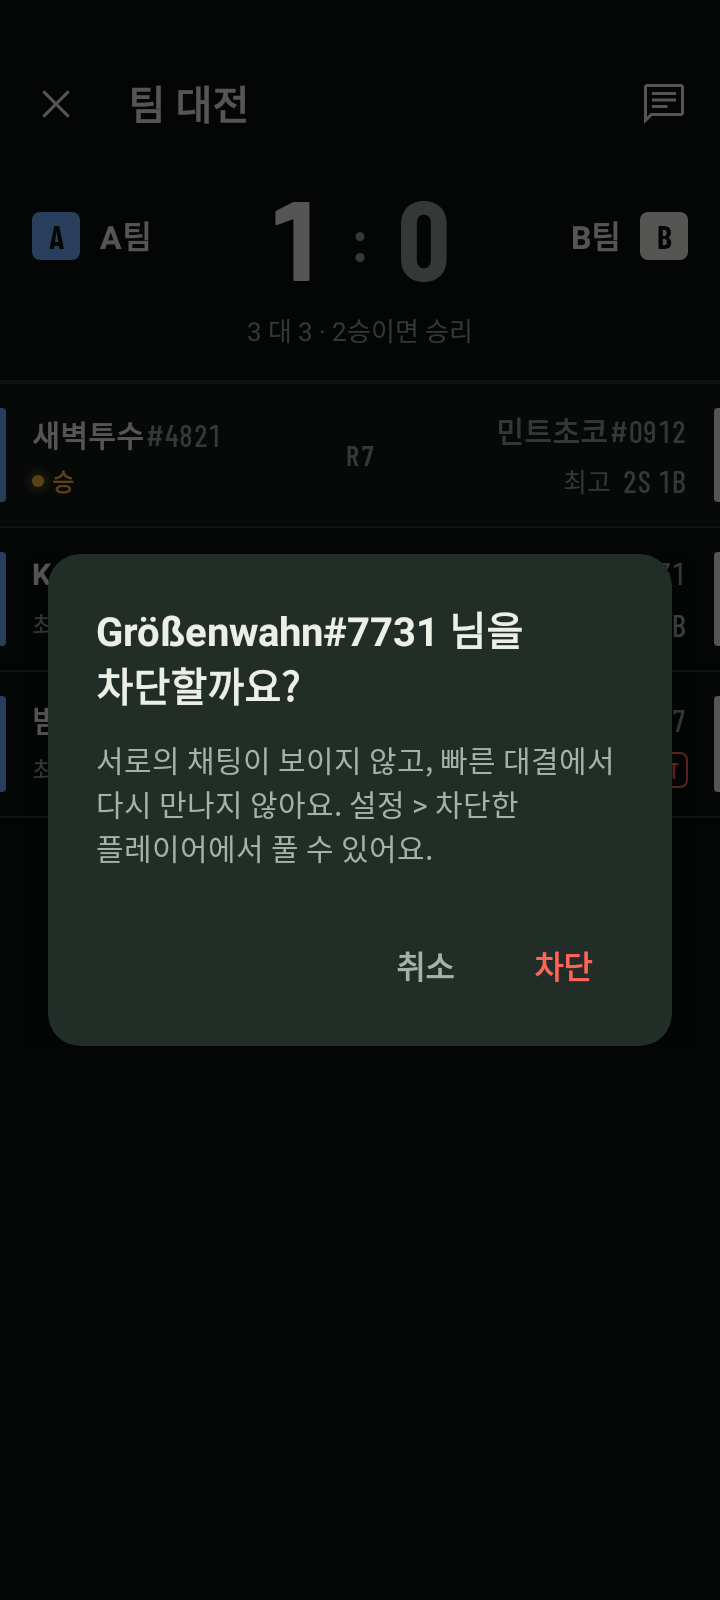 팀 대전
A A팀 1 : 0 B팀 B
3 대 3 · 2승이면 승리
새벽투수#4821 R7 민트초코#0912
승 최고 2S 1B
Größenwahn#7731 님을
차단할까요?
서로의 채팅이 보이지 않고, 빠른 대결에서
다시 만나지 않아요. 설정 > 차단한
플레이어에서 풀 수 있어요.
취소 차단